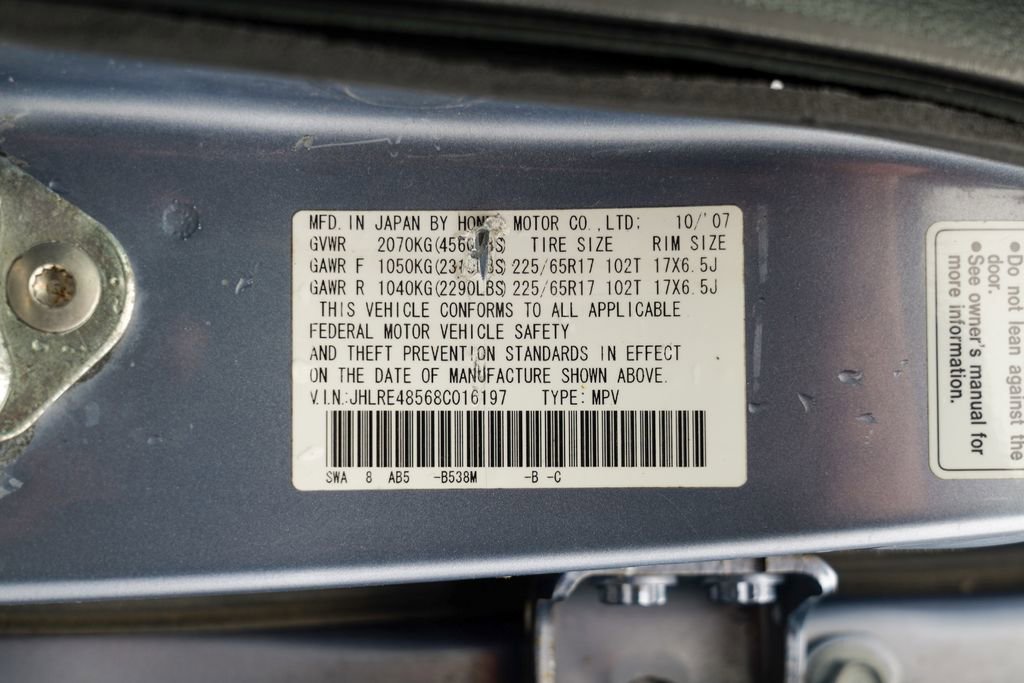 MFD. IN JAPAN BY HONDA MOTOR CO.,LTD: 10/'07
GVWR 2070KG TIRE SIZE RIM SIZE
GAWR F 1050KG 225/65R17 102T 17X6.5J
GAWR R 1040KG(2290LBS) 225/65R17 102T 17X6.5J
THIS VEHICLE CONFORMS TO ALL APPLICABLE
FEDERAL MOTOR VEHICLE SAFETY
AND THEFT PREVENTION STANDARDS IN EFFECT
ON THE DATE OF MANUFACTURE SHOWN ABOVE.
V.I.N.:JHLRE48568C016197 TYPE: MPV
SWA 8 AB5 -B538M -B -C
●Do not lean against the
door.
●See owner's manual for
more information.